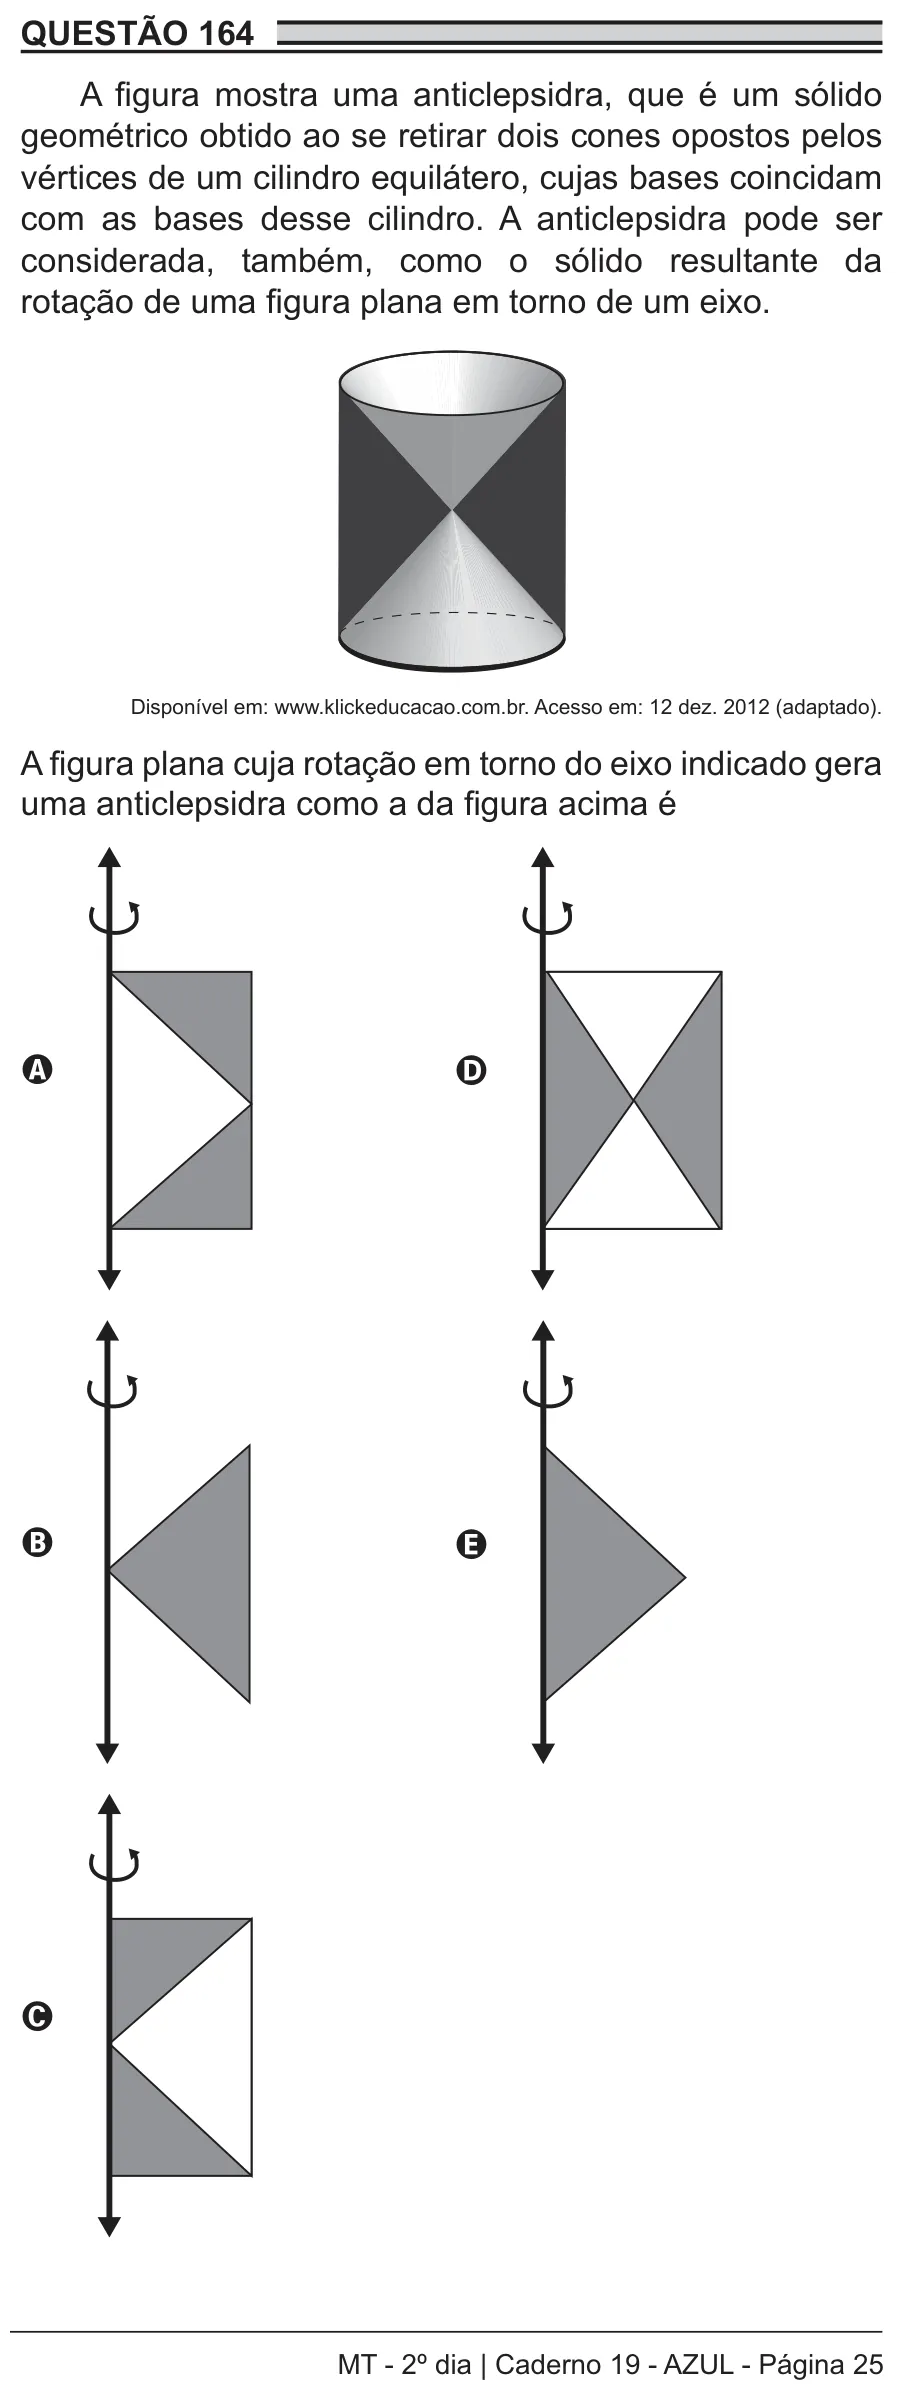 QUESTÃO 164
A figura mostra uma anticlepsidra, que é um sólido
geométrico obtido ao se retirar dois cones opostos pelos
vértices de um cilindro equilátero, cujas bases coincidam
com as bases desse cilindro. A anticlepsidra pode ser
considerada, também, como o sólido resultante da
rotação de uma figura plana em torno de um eixo.
Disponível em: www.klickeducacao.com.br. Acesso em: 12 dez. 2012 (adaptado).
A figura plana cuja rotação em torno do eixo indicado gera
uma anticlepsidra como a da figura acima é
A
D
B
E
C
MT - 2º dia | Caderno 19 - AZUL - Página 25